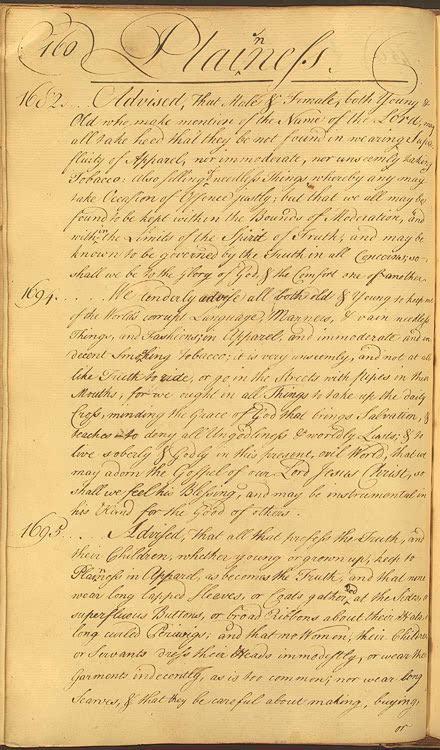 160
Plainness.
1682... Advised, that Male & Female, both Young &
Old who make mention of the Name of the Lord, may
all take heed that they be not found in wearing Super
fluity of Apparel, nor immoderate, nor unseemly taking
Tobacco: Also selling needless Things whereby any may
take Occasion of Offence justly; but that we all may be
found to be kept within the Bounds of Moderation, and
within the Limits of the Spirit of Truth; and may be
known to be governed by the Truth in all Concerns, so
shall we be to the Glory of God, & the Comfort one of another.
1694..... We tenderly advise all both old & Young to keep out
of the World's corrupt Language, Manners, & vain needless
Things, and Fashions, in Apparel; and immoderate and in
decent Smoking Tobacco; it is very unseemly, and not at all
like Truth to ride, or go in the Streets with Pipes in their
Mouths; for we ought in all Things to take up the daily
Cross, minding the Grace of God that brings Salvation, &
teaches to deny all Ungodliness & worldly Lusts, & to
live soberly & Godly in this present, evil World; that we
may adorn the Gospel of our Lord Jesus Christ, so
shall we feel his Blessing, and may be instrumental in
his Hand for the Good of others.
1695... Advised, that all that profess the Truth, and
their Children, whether young or grown up, keep to
Plainness in Apparel, as becomes the Truth, and that none
wear long lapped Sleeves, or Coats gathered at the Sides, or
superfluous Buttons, or broad Ribbons about their Hats, or
long curled Periwigs; and that no Women, their Children,
or Servants dress their Heads immodestly, or wear their
Garments indecently, as is too common; nor wear long
Scarves, & that they be careful about making, buying,
or